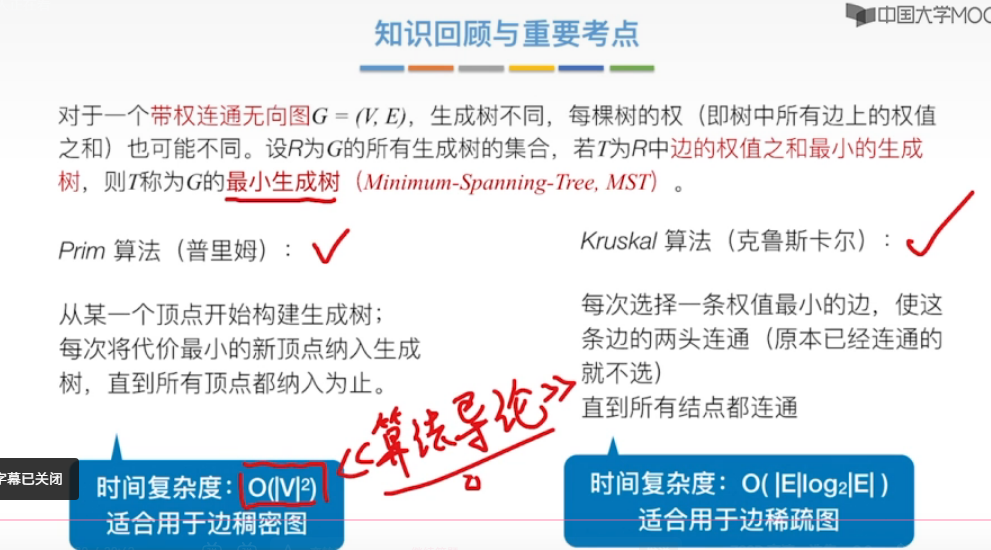 中国大学MOO
知识回顾与重要考点
对于一个带权连通无向图G = (V, E)，生成树不同，每棵树的权（即树中所有边上的权值
之和）也可能不同。设R为G的所有生成树的集合，若T为R中边的权值之和最小的生成
树，则T称为G的最小生成树（Minimum-Spanning-Tree, MST）。
Prim 算法（普里姆）：
从某一个顶点开始构建生成树；
每次将代价最小的新顶点纳入生成
树，直到所有顶点都纳入为止。
Kruskal 算法（克鲁斯卡尔）：
每次选择一条权值最小的边，使这
条边的两头连通（原本已经连通的
就不选）
直到所有结点都连通
《算法导论》
字幕已关闭
时间复杂度：O(|V|²)
适合用于边稠密图
时间复杂度：O( |E|log₂|E| )
适合用于边稀疏图